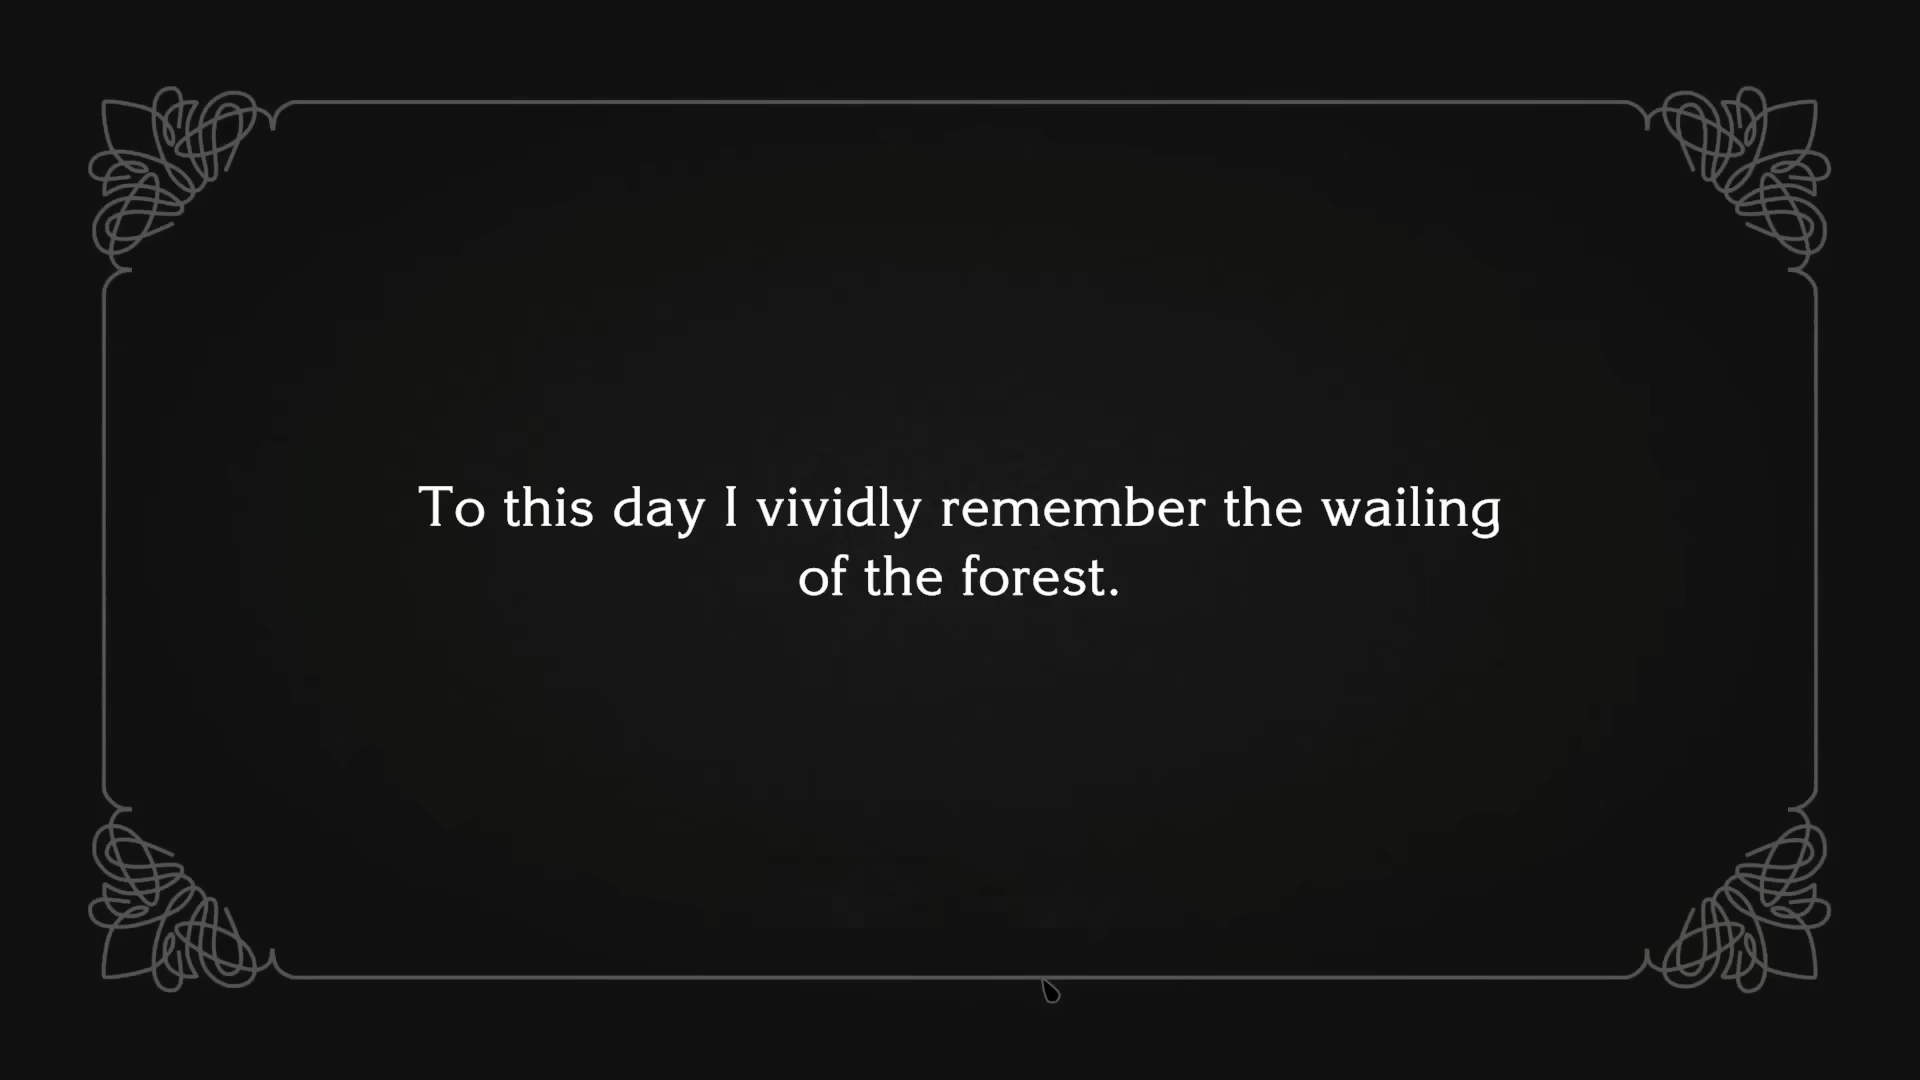 To this day I vividly remember the wailing
of the forest.